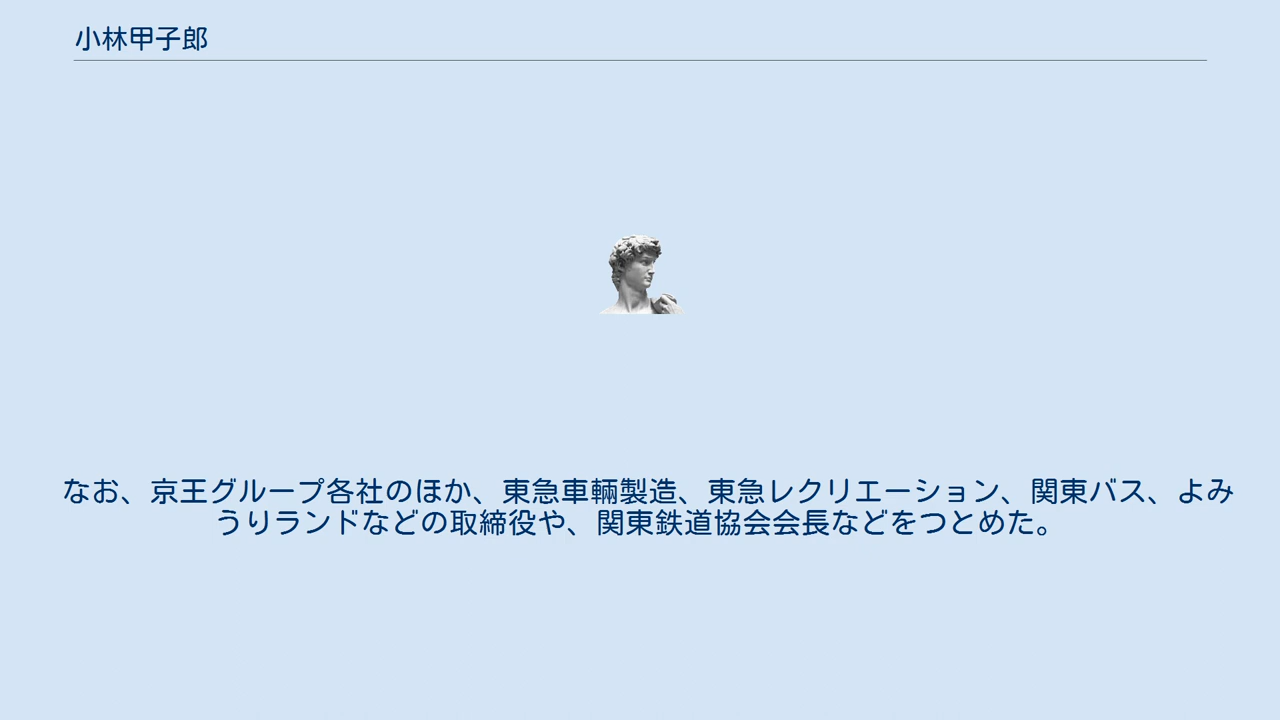 小林甲子郎
なお、京王グループ各社のほか、東急車輛製造、東急レクリエーション、関東バス、よみ
うりランドなどの取締役や、関東鉄道協会会長などをつとめた。